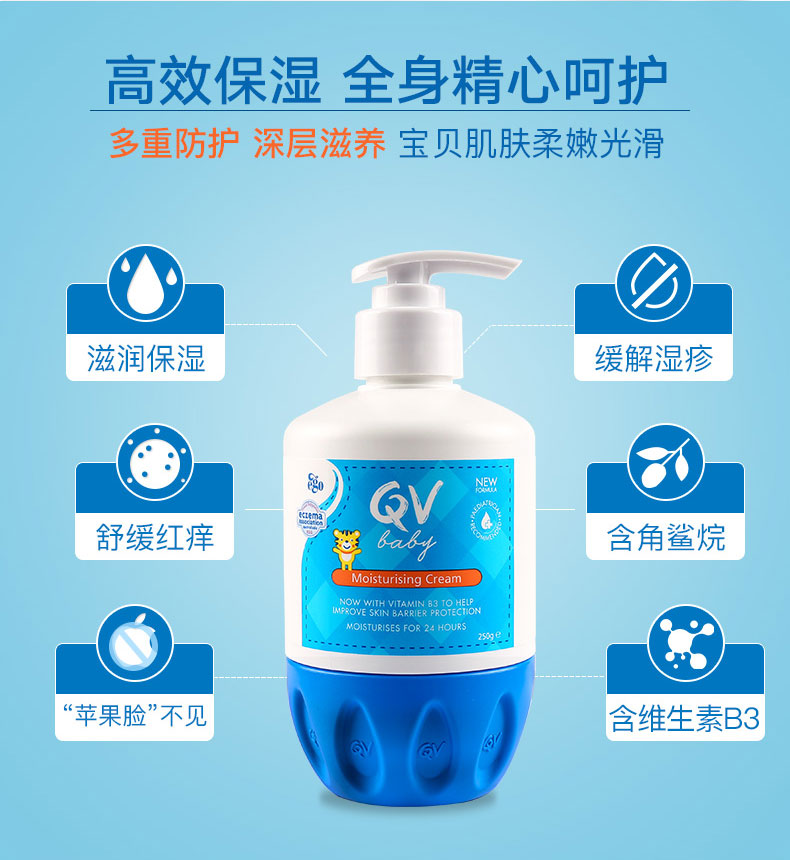 高效保湿 全身精心呵护
多重防护 深层滋养 宝贝肌肤柔嫩光滑
滋润保湿
缓解湿疹
舒缓红痒
含角鲨烷
“苹果脸”不见
含维生素B3
ego
eczema
association
QV
baby
NEW
FORMULA
PAEDIATRICIAN
RECOMMENDED
Moisturising Cream
NOW WITH VITAMIN B3 TO HELP
IMPROVE SKIN BARRIER PROTECTION
MOISTURISES FOR 24 HOURS
250g e
QV
QV
QV